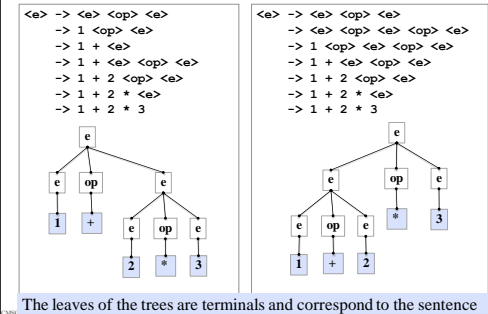 <e> -> <e> <op> <e>
-> 1 <op> <e>
-> 1 + <e>
-> 1 + <e> <op> <e>
-> 1 + 2 <op> <e>
-> 1 + 2 * <e>
-> 1 + 2 * 3
e
e op e
1 +
e op e
2 * 3
<e> -> <e> <op> <e>
-> <e> <op> <e> <op> <e>
-> 1 <op> <e> <op> <e>
-> 1 + <e> <op> <e>
-> 1 + 2 <op> <e>
-> 1 + 2 * <e>
-> 1 + 2 * 3
e
e op e
* 3
e op e
1 + 2
The leaves of the trees are terminals and correspond to the sentence